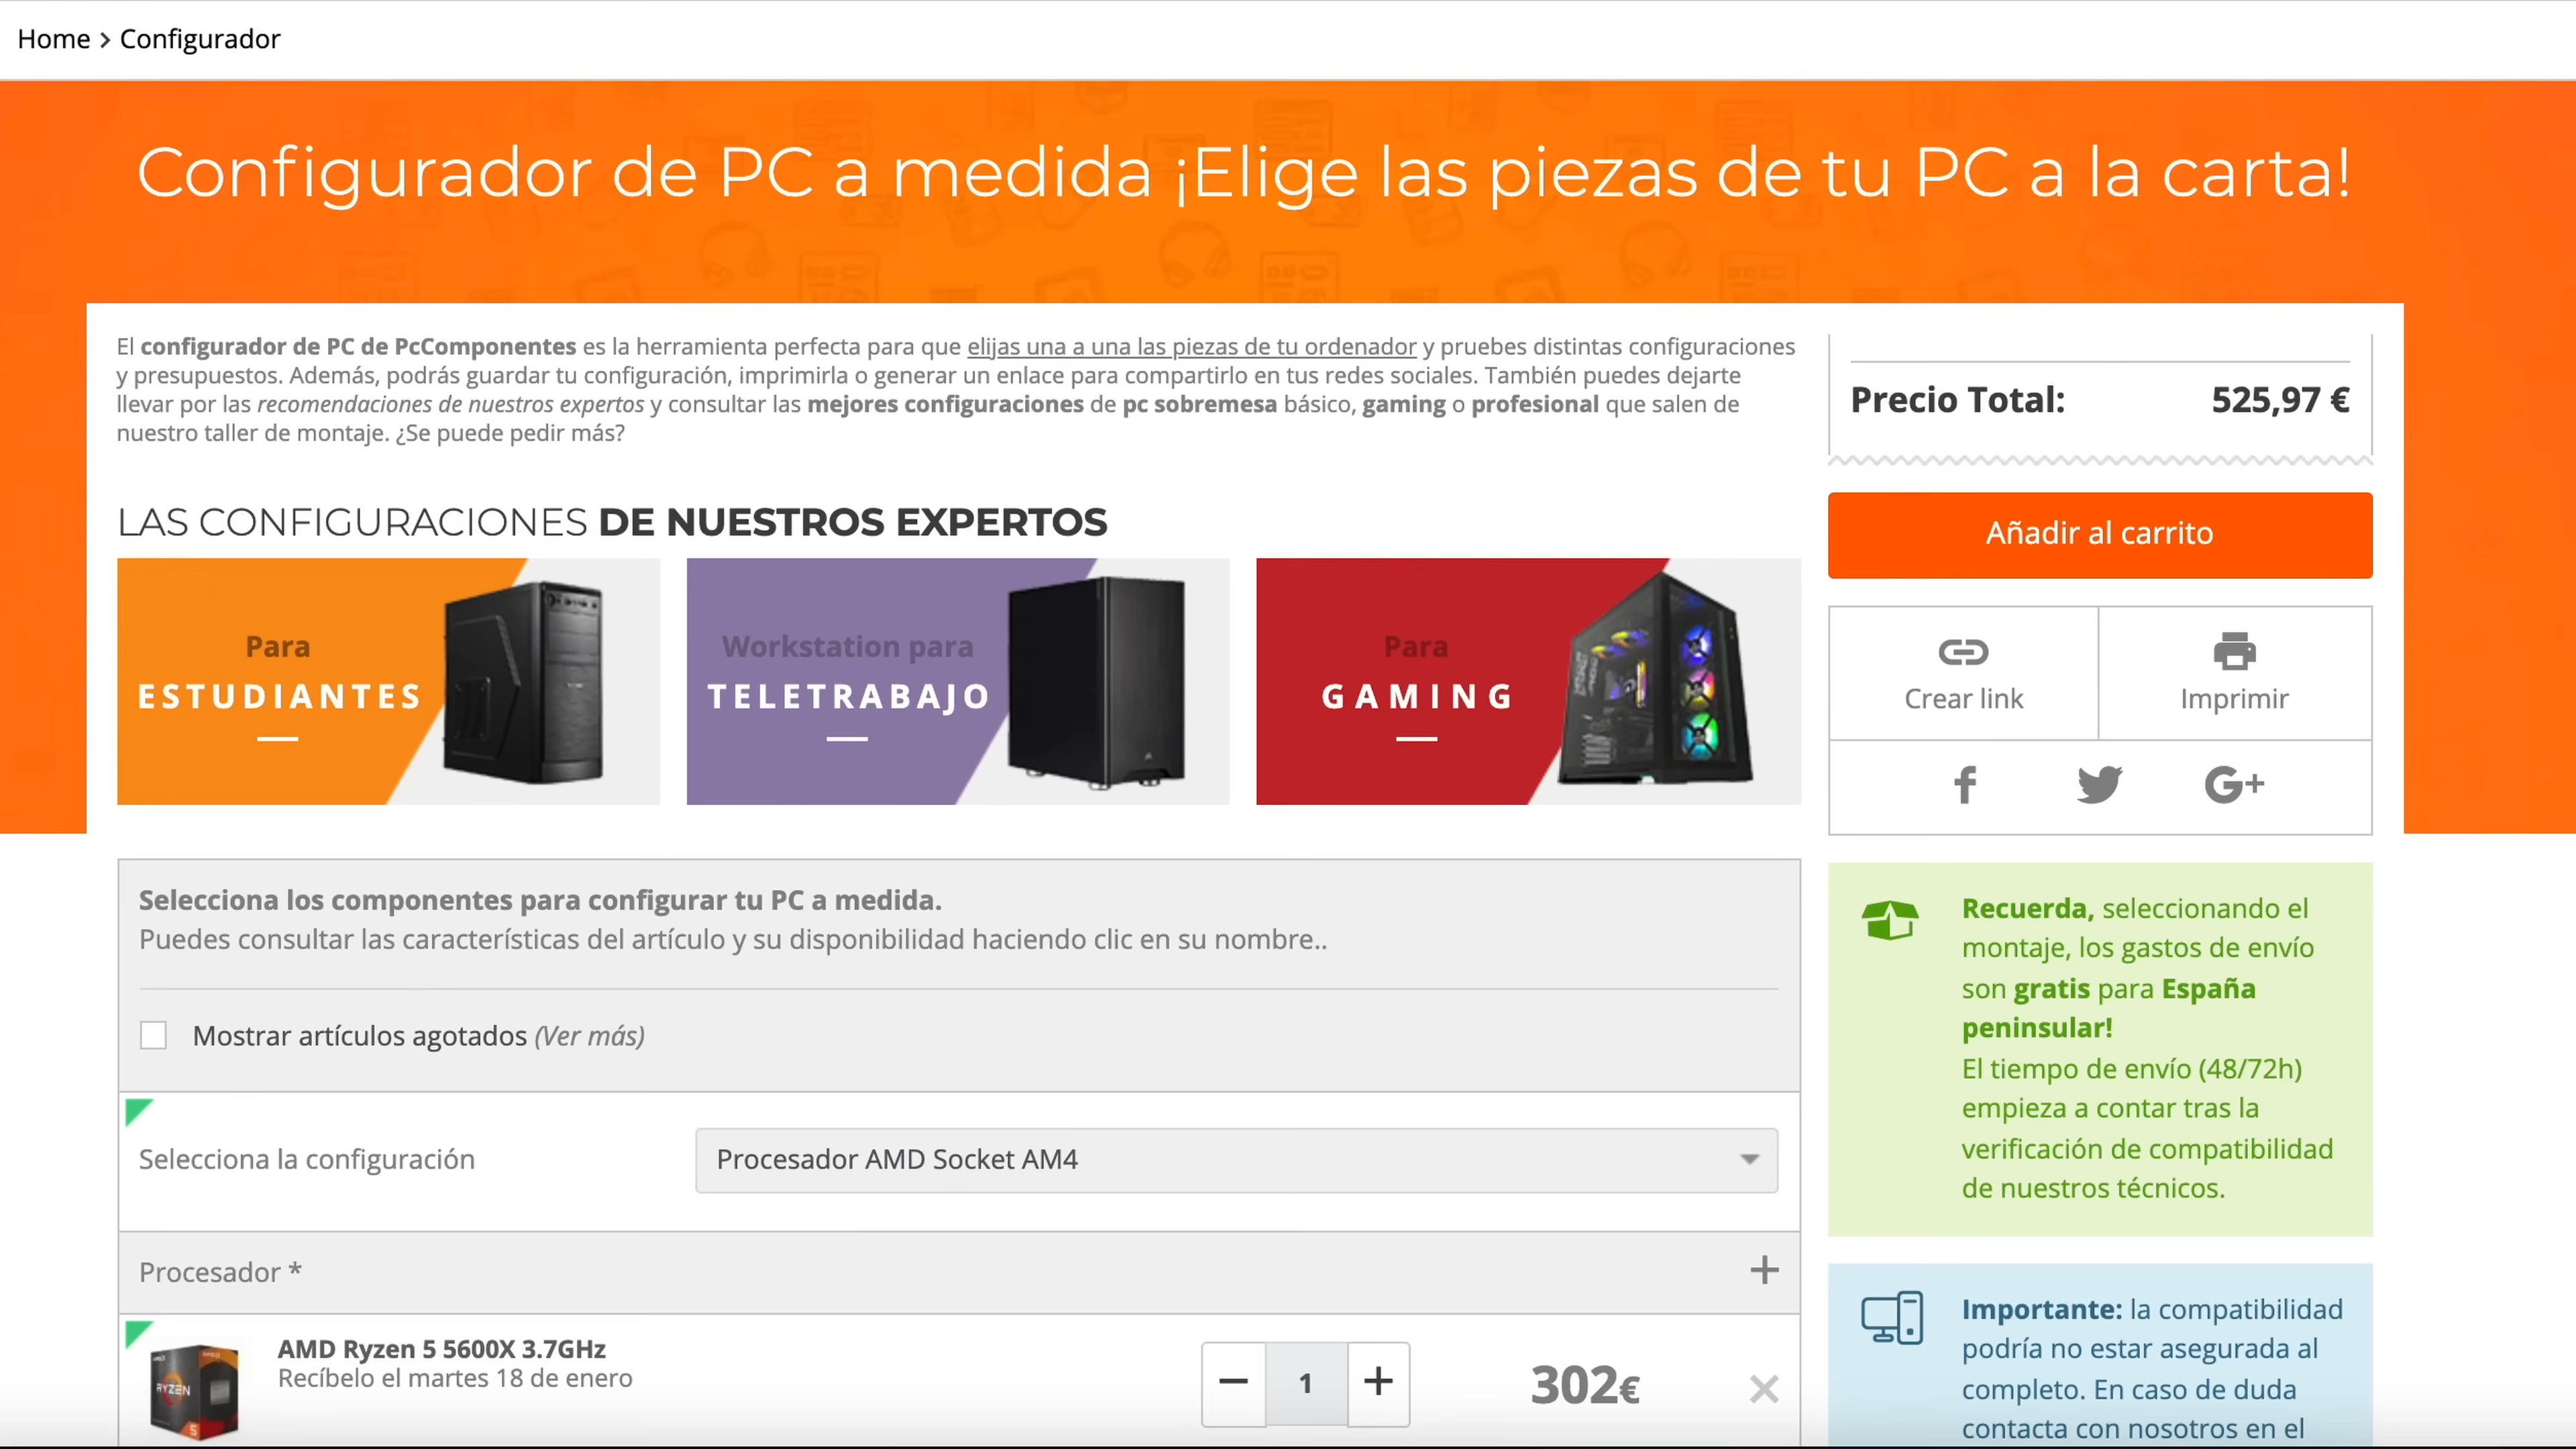 Home > Configurador
Configurador de PC a medida ¡Elige las piezas de tu PC a la carta!
El configurador de PC de PcComponentes es la herramienta perfecta para que elijas una a una las piezas de tu ordenador y pruebes distintas configuraciones
y presupuestos. Además, podrás guardar tu configuración, imprimirla o generar un enlace para compartirlo en tus redes sociales. También puedes dejarte
llevar por las recomendaciones de nuestros expertos y consultar las mejores configuraciones de pc sobremesa básico, gaming o profesional que salen de
nuestro taller de montaje. ¿Se puede pedir más?
LAS CONFIGURACIONES DE NUESTROS EXPERTOS
Para
ESTUDIANTES
Workstation para
TELETRABAJO
Para
GAMING
Selecciona los componentes para configurar tu PC a medida.
Puedes consultar las características del artículo y su disponibilidad haciendo clic en su nombre..
Mostrar artículos agotados (Ver más)
Selecciona la configuración
Procesador AMD Socket AM4
Procesador *
+
AMD Ryzen 5 5600X 3.7GHz
Recíbelo el martes 18 de enero
RYZEN
5
− 1 +
302€
Precio Total: 525,97 €
Añadir al carrito
Crear link
Imprimir
f
G+
Recuerda, seleccionando el
montaje, los gastos de envío
son gratis para España
peninsular!
El tiempo de envío (48/72h)
empieza a contar tras la
verificación de compatibilidad
de nuestros técnicos.
Importante: la compatibilidad
podría no estar asegurada al
completo. En caso de duda
contacta con nosotros en el